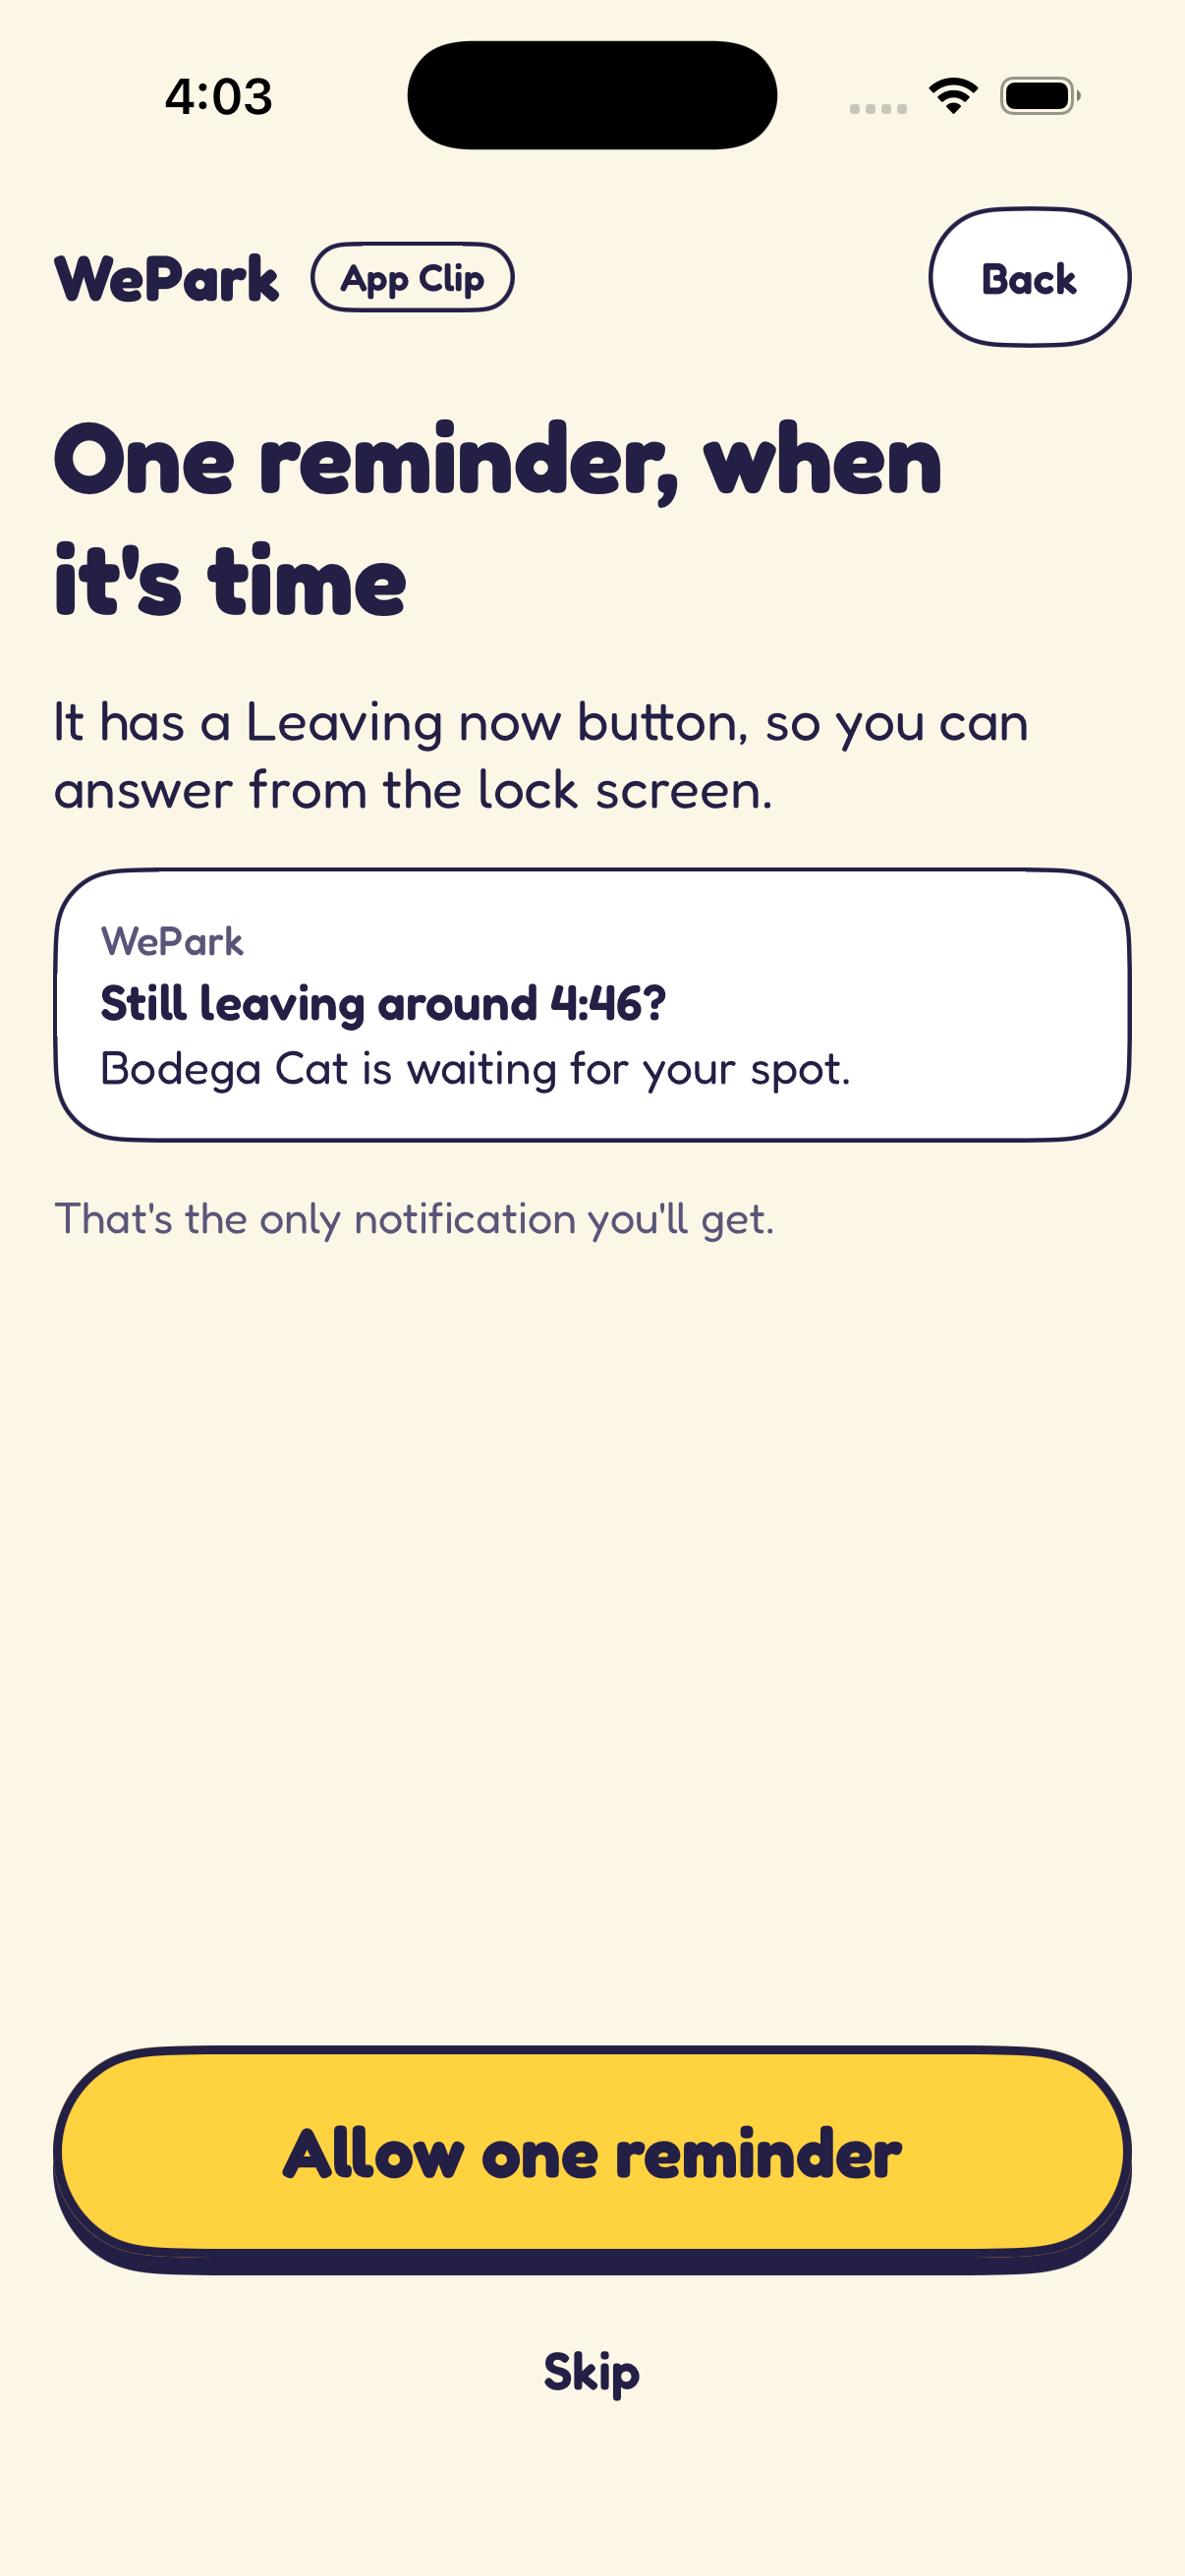 4:03
WePark
App Clip
Back
One reminder, when
it's time
It has a Leaving now button, so you can
answer from the lock screen.
WePark
Still leaving around 4:46?
Bodega Cat is waiting for your spot.
That's the only notification you'll get.
Allow one reminder
Skip